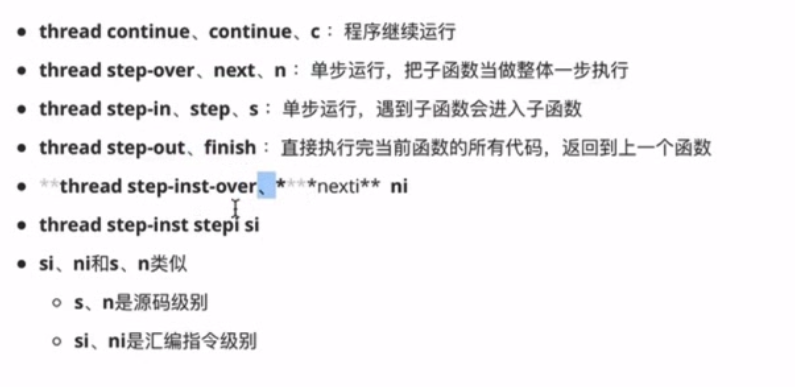 thread continue、continue、c： 程序继续运行
thread step-over、next、n： 单步运行，把子函数当做整体一步执行
thread step-in、step、s： 单步运行，遇到子函数会进入子函数
thread step-out、finish： 直接执行完当前函数的所有代码，返回到上一个函数
**thread step-inst-over、****nexti** ni
thread step-inst stepi si
si、ni和s、n类似
s、n是源码级别
si、ni是汇编指令级别